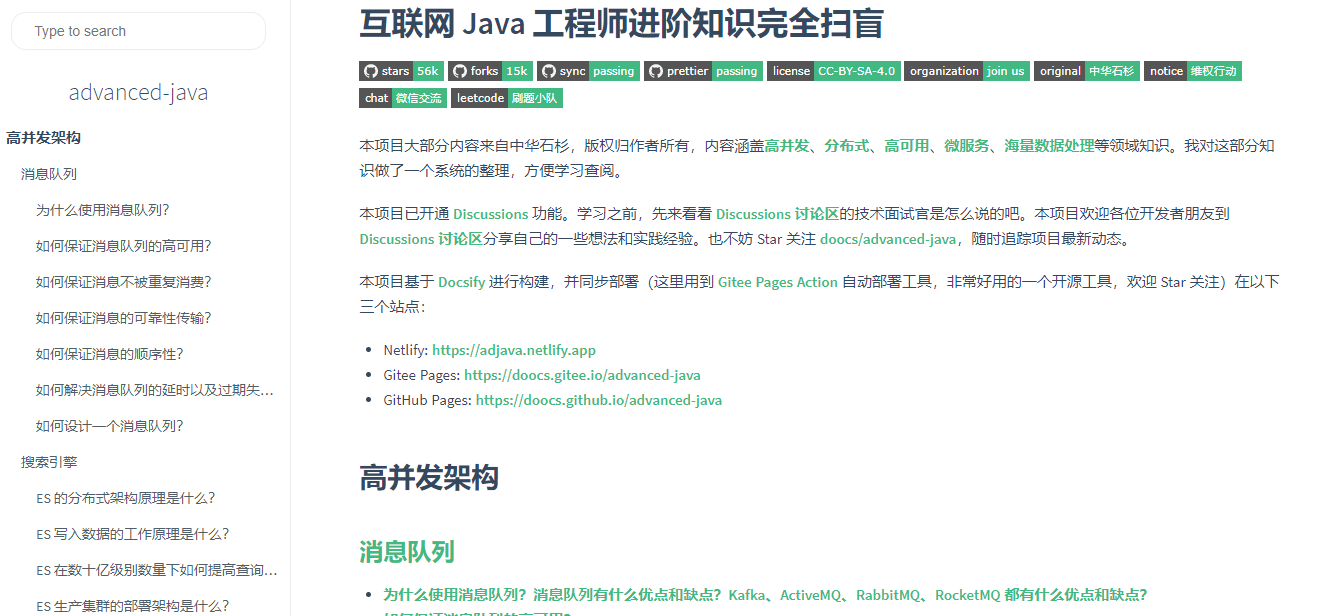 Type to search
advanced-java
高并发架构
消息队列
为什么使用消息队列？
如何保证消息队列的高可用？
如何保证消息不被重复消费？
如何保证消息的可靠性传输？
如何保证消息的顺序性？
如何解决消息队列的延时以及过期失…
如何设计一个消息队列？
搜索引擎
ES 的分布式架构原理是什么？
ES 写入数据的工作原理是什么？
ES 在数十亿级别数量下如何提高查询…
ES 生产集群的部署架构是什么？
互联网 Java 工程师进阶知识完全扫盲
stars 56k forks 15k sync passing prettier passing license CC-BY-SA-4.0 organization join us original 中华石杉 notice 维权行动
chat 微信交流 leetcode 刷题小队
本项目大部分内容来自中华石杉，版权归作者所有，内容涵盖高并发、分布式、高可用、微服务、海量数据处理等领域知识。我对这部分知
识做了一个系统的整理，方便学习查阅。
本项目已开通 Discussions 功能。学习之前，先来看看 Discussions 讨论区的技术面试官是怎么说的吧。本项目欢迎各位开发者朋友到
Discussions 讨论区分享自己的一些想法和实践经验。也不妨 Star 关注 doocs/advanced-java，随时追踪项目最新动态。
本项目基于 Docsify 进行构建，并同步部署（这里用到 Gitee Pages Action 自动部署工具，非常好用的一个开源工具，欢迎 Star 关注）在以下
三个站点：
Netlify: https://adjava.netlify.app
Gitee Pages: https://doocs.gitee.io/advanced-java
GitHub Pages: https://doocs.github.io/advanced-java
高并发架构
消息队列
为什么使用消息队列？消息队列有什么优点和缺点？Kafka、ActiveMQ、RabbitMQ、RocketMQ 都有什么优点和缺点？